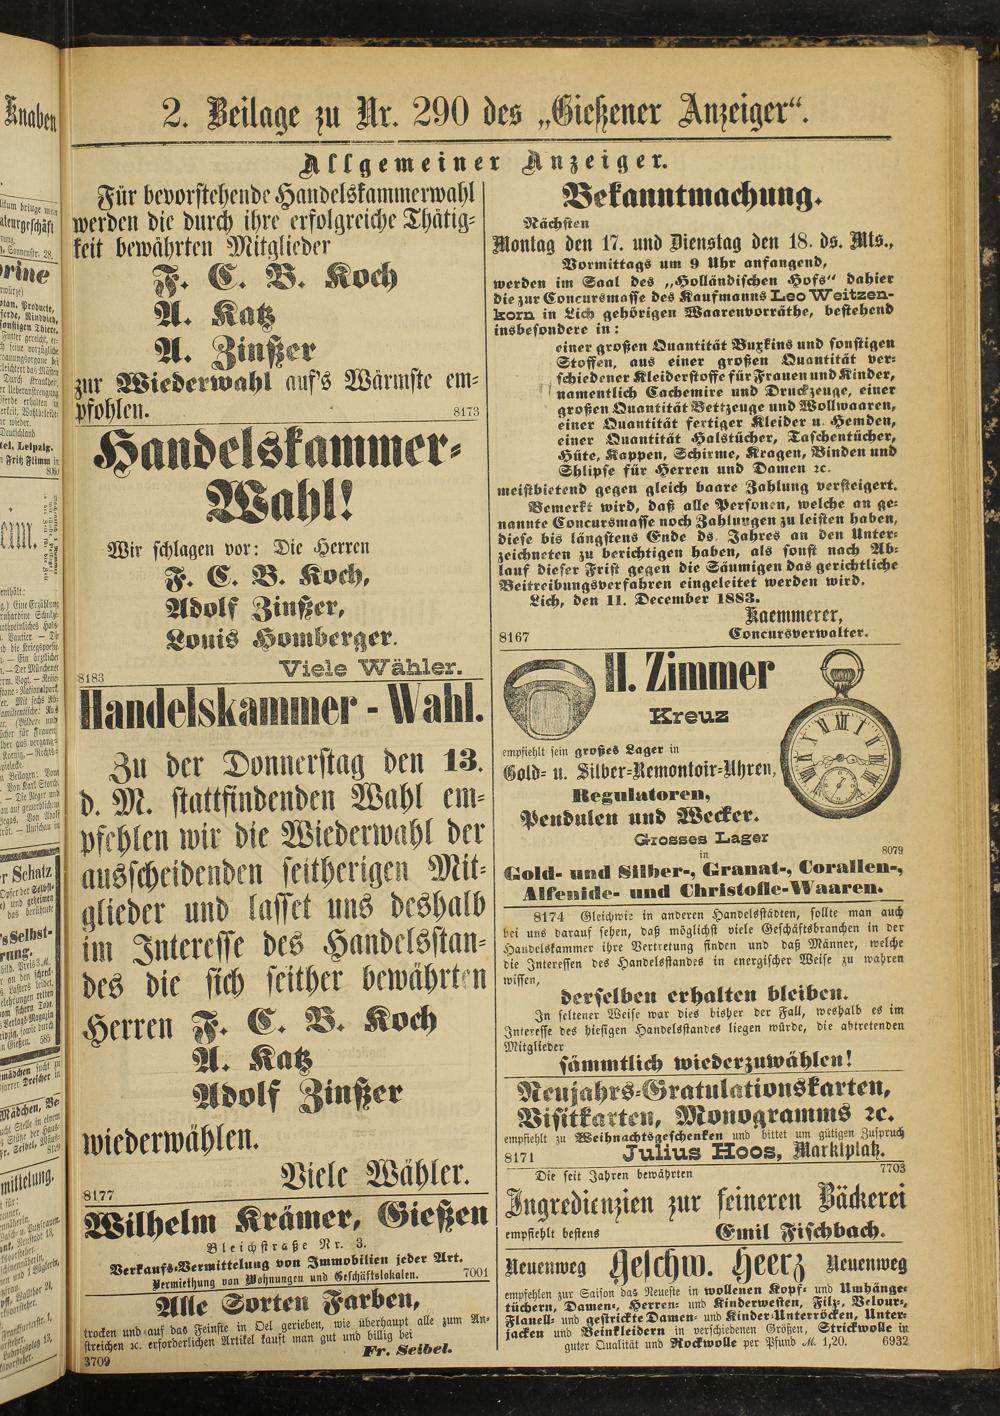 2. Beilage zu Nr. 290 des „Gießener Anzeiger“.
Allgemeiner Anzeiger.
Für bevorstehende Handelskammerwahl
werden die durch ihre erfolgreiche Thätig-
keit bewährten Mitglieder
F. C. B. Koch
A. Katz
A. Zinßer
zur Wiederwahl auf's Wärmste em-
pfohlen. 8173
Handelskammer-
Wahl!
Wir schlagen vor: Die Herren
F. C. B. Koch,
Adolf Zinßer,
Louis Homberger.
Viele Wähler.
8183
Handelskammer - Wahl.
Zu der Donnerstag den 13.
d. M. stattfindenden Wahl em-
pfehlen wir die Wiederwahl der
ausscheidenden seitherigen Mit-
glieder und lasset uns deshalb
im Interesse des Handelsstan-
des die sich seither bewährten
Herren F. C. B. Koch
A. Katz
Adolf Zinßer
wiederwählen.
Viele Wähler.
8177
Wilhelm Krämer, Gießen
Bleichstraße Nr. 3.
Verkaufs-Vermittelung von Immobilien jeder Art.
Vermiethung von Wohnungen und Geschäftslokalen. 7001
Alle Sorten Farben,
trocken und auf das Feinste in Oel gerieben, wie überhaupt alle zum An-
streichen ꝛc. erforderlichen Artikel kauft man gut und billig bei
Fr. Seibel.
3709
Bekanntmachung.
Nächsten
Montag den 17. und Dienstag den 18. ds. Mts.,
Vormittags um 9 Uhr anfangend,
werden im Saal des „Holländischen Hofs“ dahier
die zur Concursmasse des Kaufmanns Leo Weitzen-
korn in Lich gehörigen Waarenvorräthe, bestehend
insbesondere in:
einer großen Quantität Buxkins und sonstigen
Stoffen, aus einer großen Quantität ver-
schiedener Kleiderstoffe für Frauen und Kinder,
namentlich Cachemire und Druckzeuge, einer
großen Quantität Bettzeuge und Wollwaaren,
einer Quantität fertiger Kleider u. Hemden,
einer Quantität Halstücher, Taschentücher,
Hüte, Kappen, Schirme, Kragen, Binden und
Shlipse für Herren und Damen ꝛc.
meistbietend gegen gleich baare Zahlung versteigert.
Bemerkt wird, daß alle Personen, welche an ge-
nannte Concursmasse noch Zahlungen zu leisten haben,
diese bis längstens Ende ds. Jahres an den Unter-
zeichneten zu berichtigen haben, als sonst nach Ab-
lauf dieser Frist gegen die Säumigen das gerichtliche
Beitreibungsverfahren eingeleitet werden wird.
Lich, den 11. December 1883.
Kaemmerer,
8167 Concursverwalter.
H. Zimmer
Kreuz
empfiehlt sein großes Lager in
Gold- u. Silber-Remontoir-Uhren,
Regulatoren,
Pendulen und Wecker.
Grosses Lager
in 8079
Gold- und Silber-, Granat-, Corallen-,
Alfenide- und Christofle-Waaren.
8174 Gleichwie in anderen Handelsstädten, sollte man auch
bei uns darauf sehen, daß möglichst viele Geschäftsbranchen in der
Handelskammer ihre Vertretung finden und daß Männer, welche
die Interessen des Handelsstandes in energischer Weise zu wahren
wissen,
derselben erhalten bleiben.
In seltener Weise war dies bisher der Fall, weshalb es im
Interesse des hiesigen Handelsstandes liegen würde, die abtretenden
Mitglieder
sämmtlich wiederzuwählen!
Neujahrs-Gratulationskarten,
Visitkarten, Monogramms ꝛc.
empfiehlt zu Weihnachtsgeschenken und bittet um gütigen Zuspruch
8171 Julius Hoos, Marktplatz.
Die seit Jahren bewährten 7703
Ingredienzien zur feineren Bäckerei
empfiehlt bestens Emil Fischbach.
Neuenweg Geschw. Heerz Neuenweg
empfehlen zur Saison das Neueste in wollenen Kopf- und Umhänge-
tüchern, Damen-, Herren- und Kinderwesten, Filz-, Velour-,
Flanell- und gestrickte Damen- und Kinder-Unterröcken, Unter-
jacken und Beinkleidern in verschiedenen Größen, Strickwolle in
guter Qualität und Rockwolle per Pfund M. 1,20. 6932